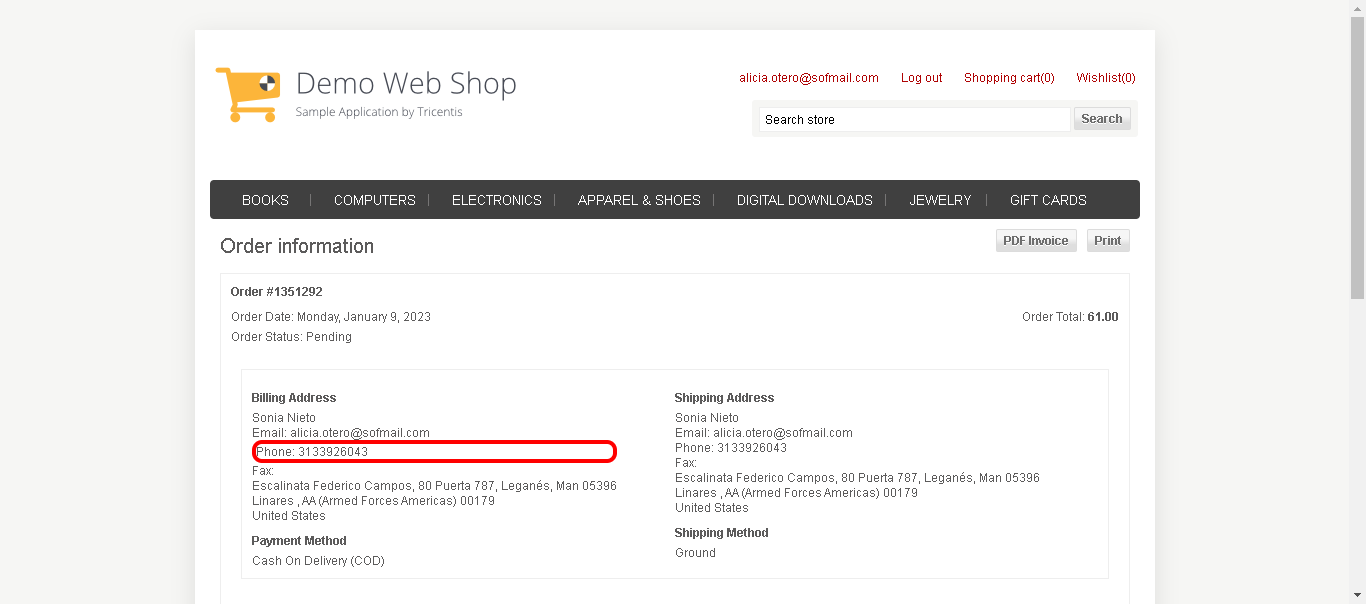 Demo Web Shop
Sample Application by Tricentis
alicia.otero@sofmail.com Log out Shopping cart(0) Wishlist(0)
Search store Search
BOOKS COMPUTERS ELECTRONICS APPAREL & SHOES DIGITAL DOWNLOADS JEWELRY GIFT CARDS
Order information
PDF Invoice Print
Order #1351292
Order Date: Monday, January 9, 2023
Order Total: 61.00
Order Status: Pending
Billing Address
Sonia Nieto
Email: alicia.otero@sofmail.com
Phone: 3133926043
Fax:
Escalinata Federico Campos, 80 Puerta 787, Leganés, Man 05396
Linares , AA (Armed Forces Americas) 00179
United States
Payment Method
Cash On Delivery (COD)
Shipping Address
Sonia Nieto
Email: alicia.otero@sofmail.com
Phone: 3133926043
Fax:
Escalinata Federico Campos, 80 Puerta 787, Leganés, Man 05396
Linares , AA (Armed Forces Americas) 00179
United States
Shipping Method
Ground